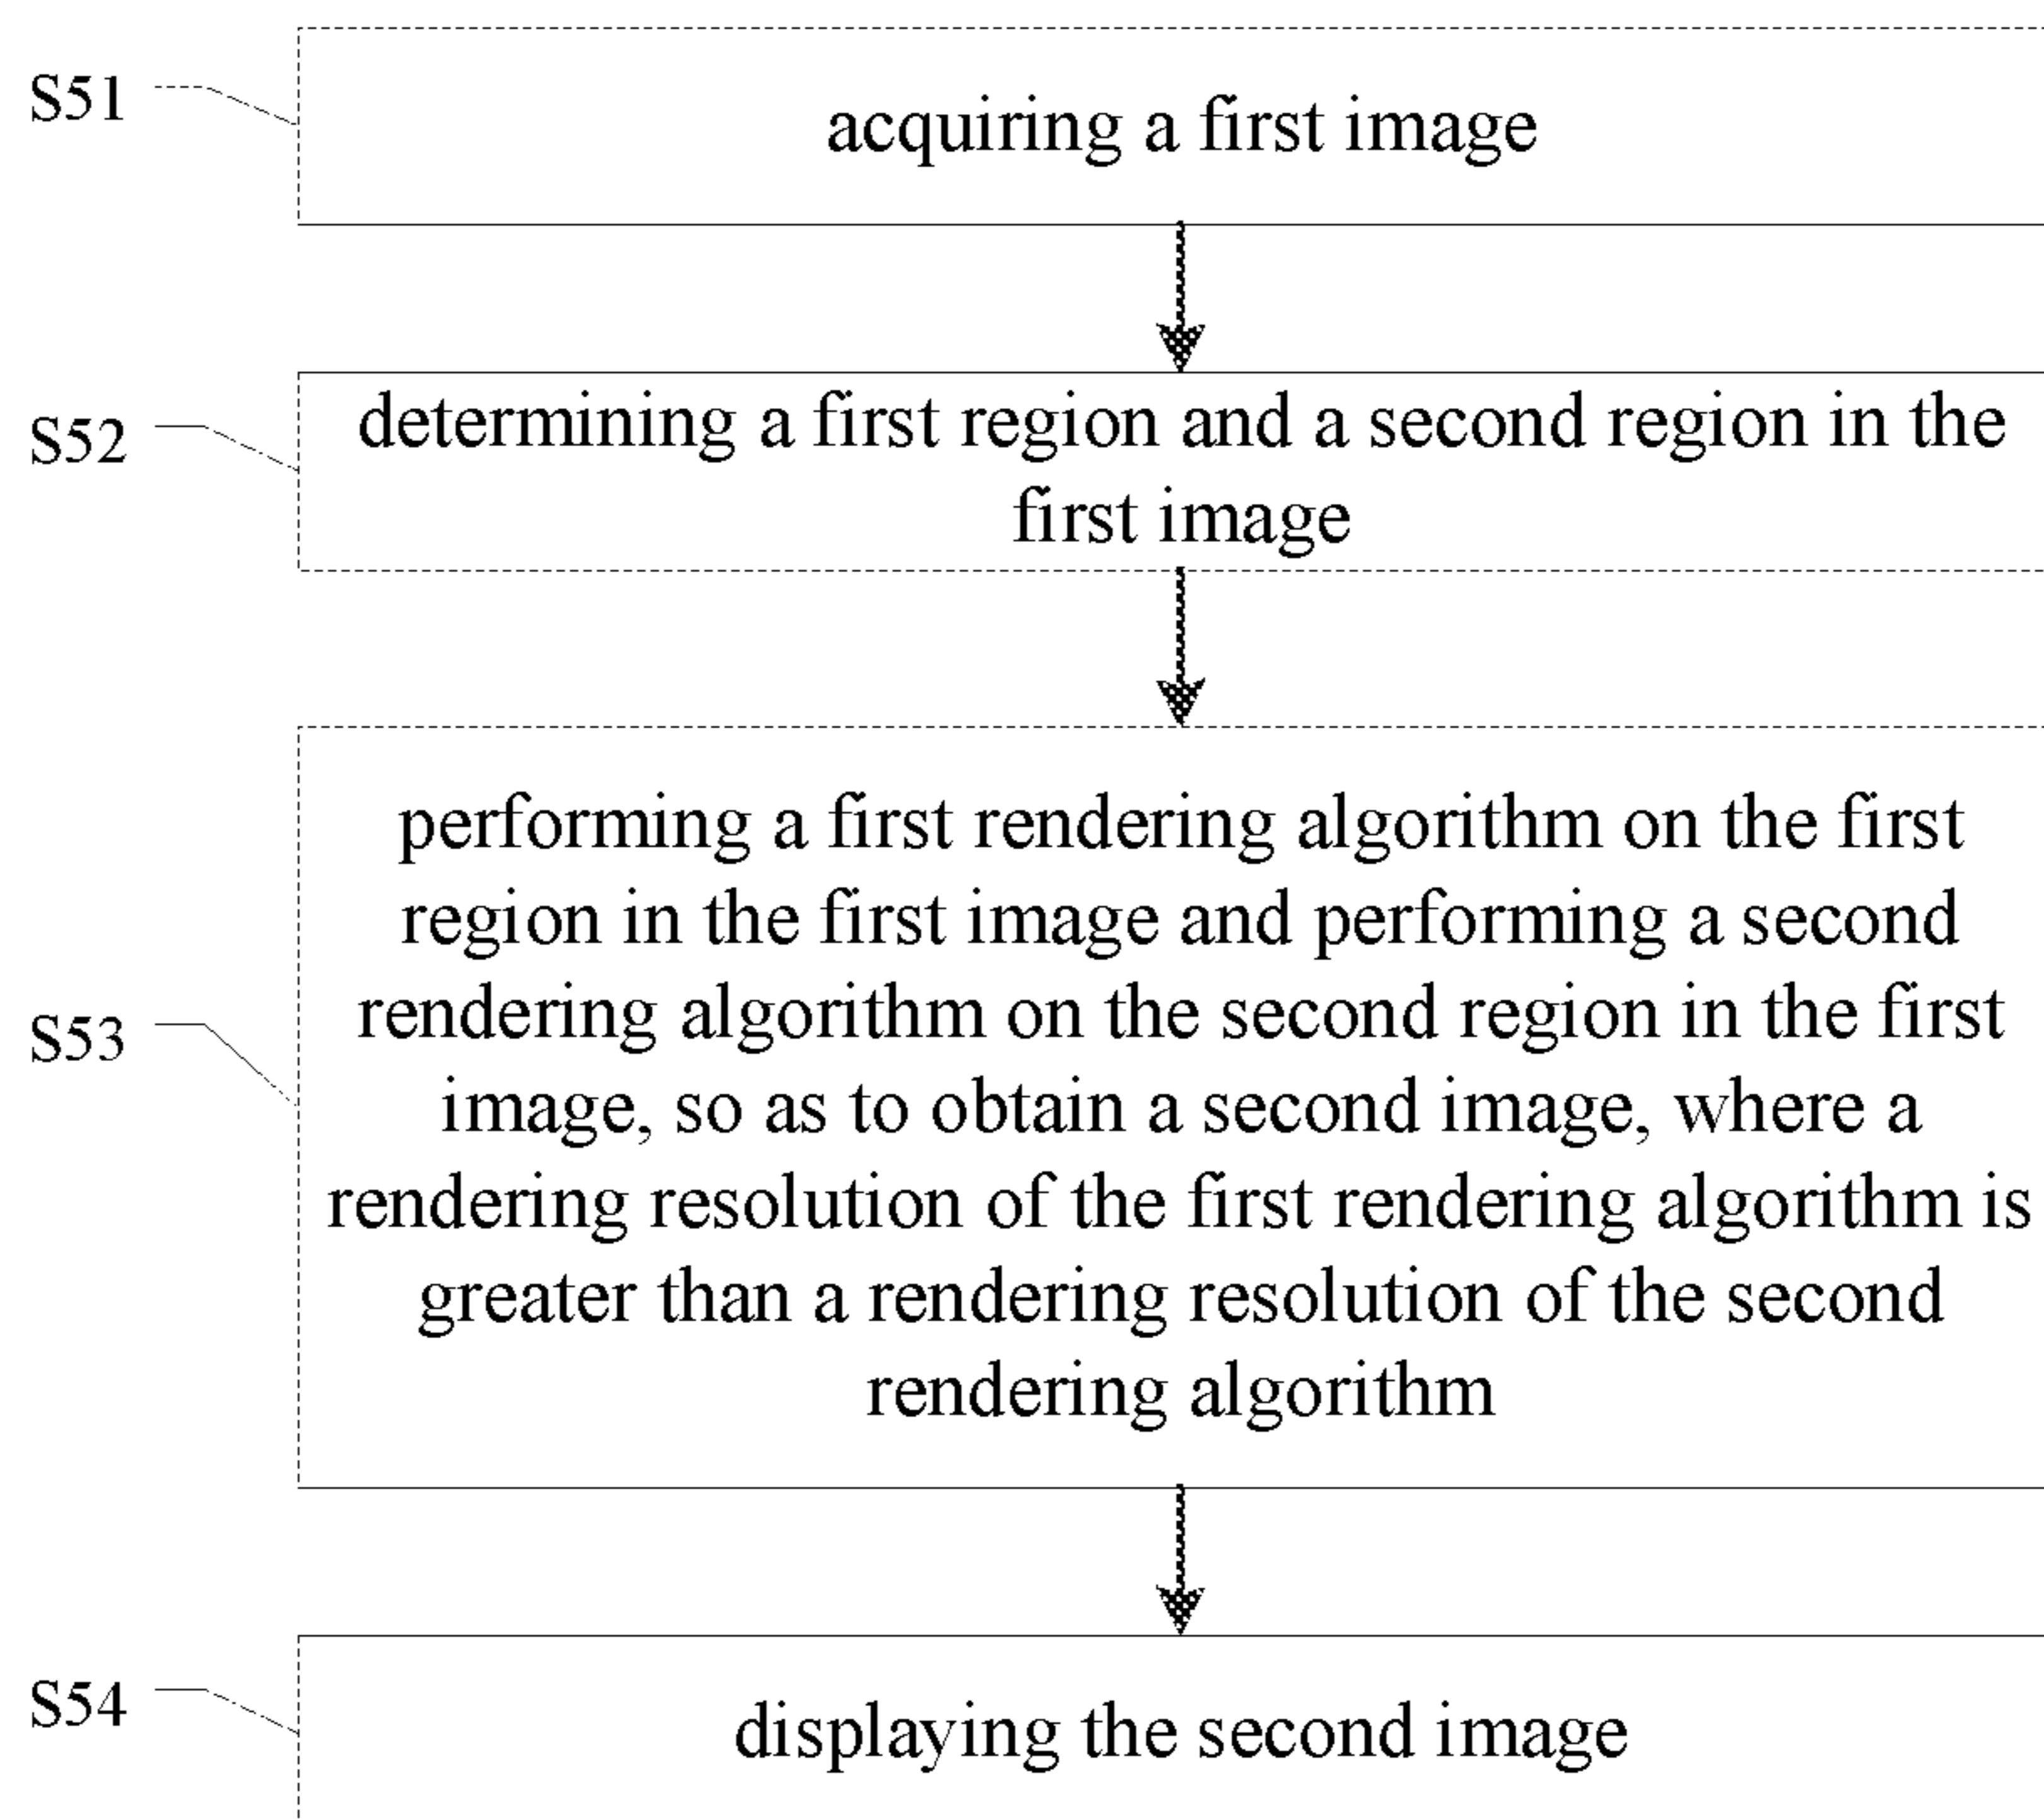 S51
acquiring a first image
S52
determining a first region and a second region in the
first image
S53
performing a first rendering algorithm on the first
region in the first image and performing a second
rendering algorithm on the second region in the first
image, so as to obtain a second image, where a
rendering resolution of the first rendering algorithm is
greater than a rendering resolution of the second
rendering algorithm
S54
displaying the second image